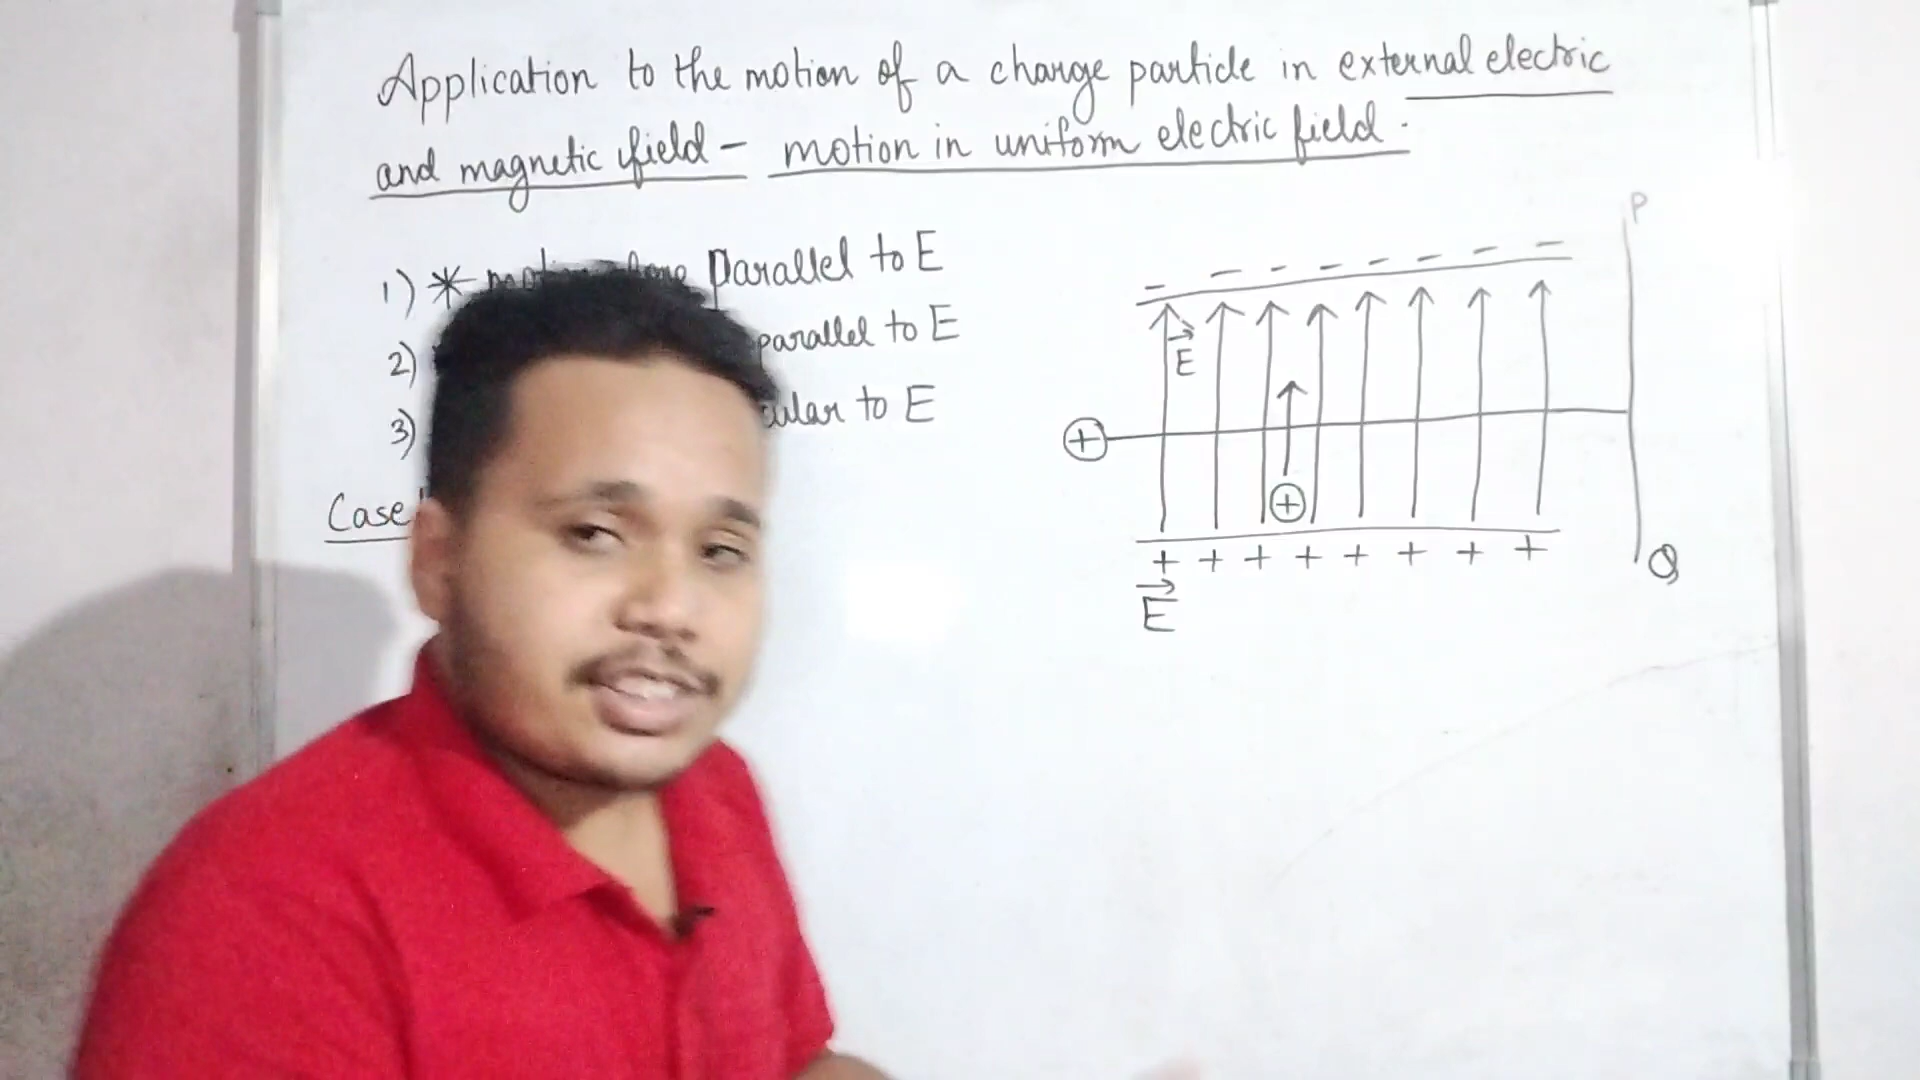 Application to the motion of a charge particle in external electric
and magnetic field - motion in uniform electric field.
1) * Parallel to E
2) parallel to E
3) to E
Case
P
- - - - - - - -
E
+
+
+ + + + + + + +
E
Q